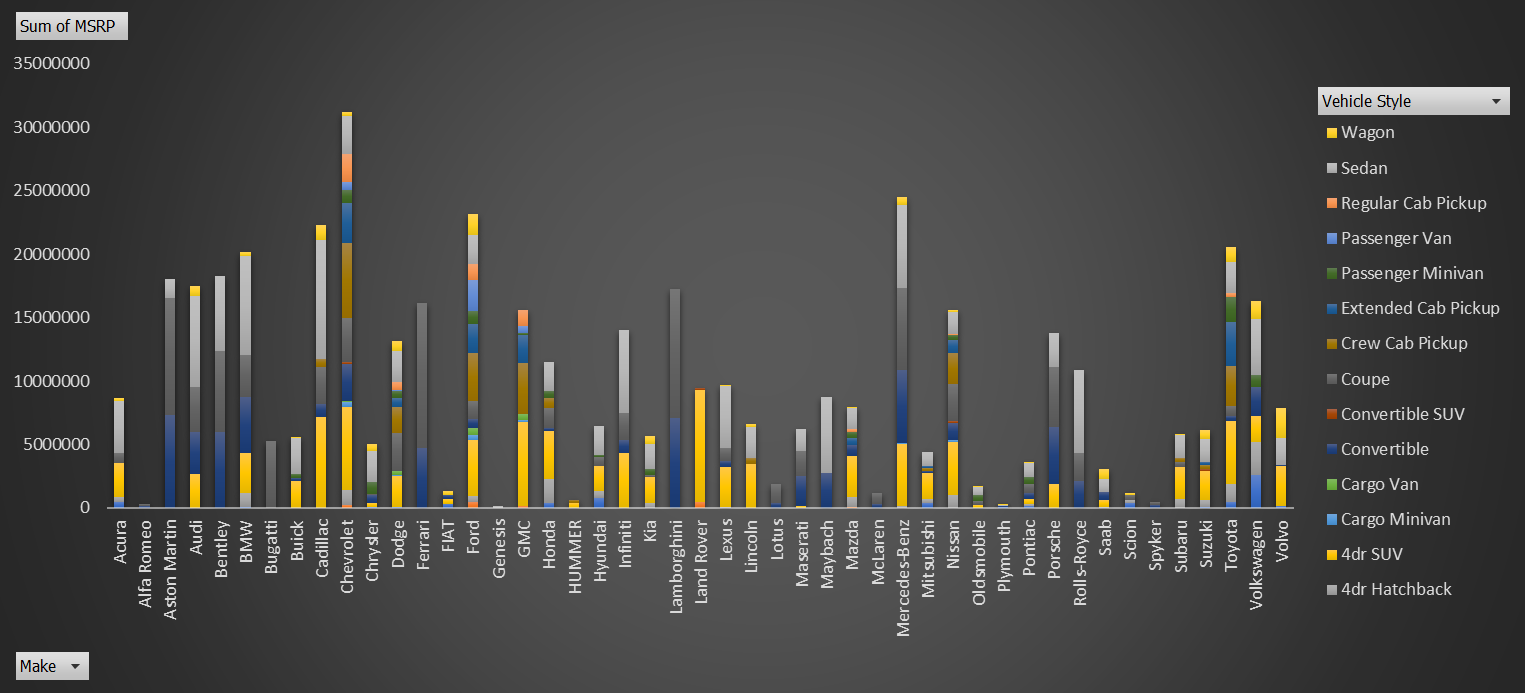 Sum of MSRP
35000000
30000000
25000000
20000000
15000000
10000000
5000000
0
Acura
Alfa Romeo
Aston Martin
Audi
Bentley
BMW
Bugatti
Buick
Cadillac
Chevrolet
Chrysler
Dodge
Ferrari
FIAT
Ford
Genesis
GMC
Honda
HUMMER
Hyundai
Infiniti
Kia
Lamborghini
Land Rover
Lexus
Lincoln
Lotus
Maserati
Maybach
Mazda
McLaren
Mercedes-Benz
Mitsubishi
Nissan
Oldsmobile
Plymouth
Pontiac
Porsche
Rolls-Royce
Saab
Scion
Spyker
Subaru
Suzuki
Toyota
Volkswagen
Volvo
Vehicle Style
Wagon
Sedan
Regular Cab Pickup
Passenger Van
Passenger Minivan
Extended Cab Pickup
Crew Cab Pickup
Coupe
Convertible SUV
Convertible
Cargo Van
Cargo Minivan
4dr SUV
4dr Hatchback
Make